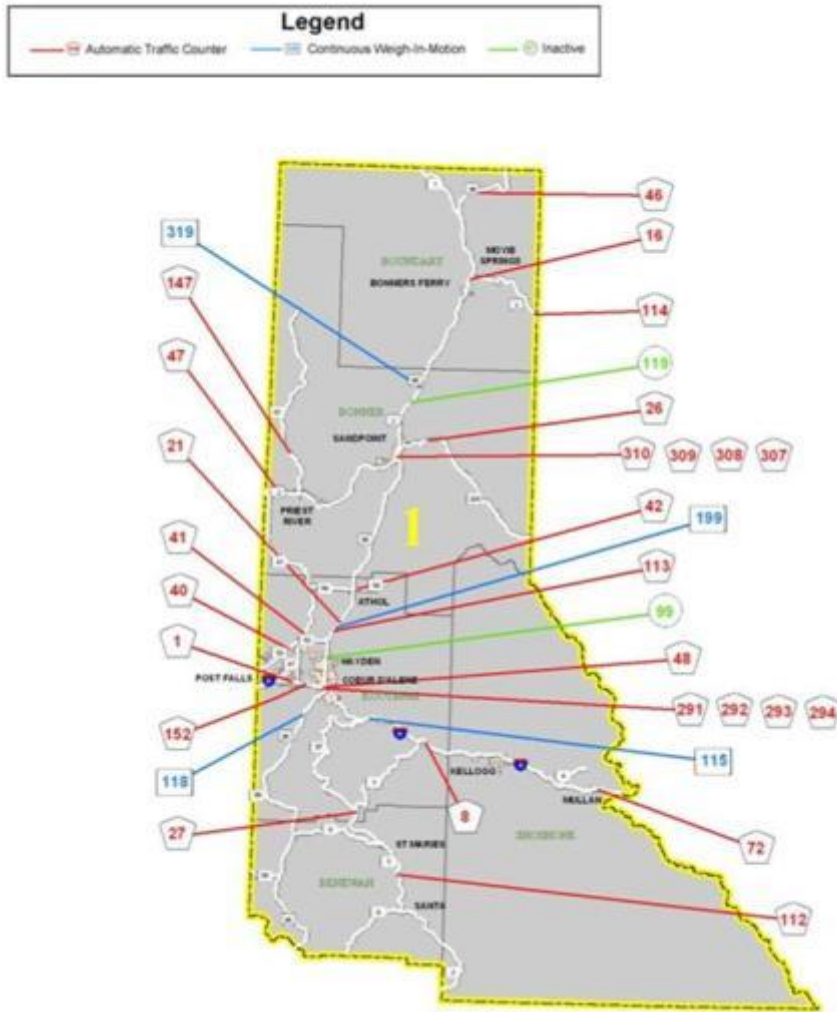 Legend
Automatic Traffic Counter
Continuous Weigh-In-Motion
Inactive
46
319
16
MOYIE
SPRINGS
BOUNDARY
BONNERS FERRY
147
114
47
119
BONNER
26
SANDPOINT
21
310 309 308 307
PRIEST
RIVER
1
42
199
41
ATHOL
113
40
99
1
HAYDEN
48
POST FALLS
COEUR D'ALENE
KOOTENAI
291 292 293 294
152
118
115
KELLOGG
8
MULLAN
27
72
ST MARIES
SHOSHONE
BENEWAH
SANTA
112